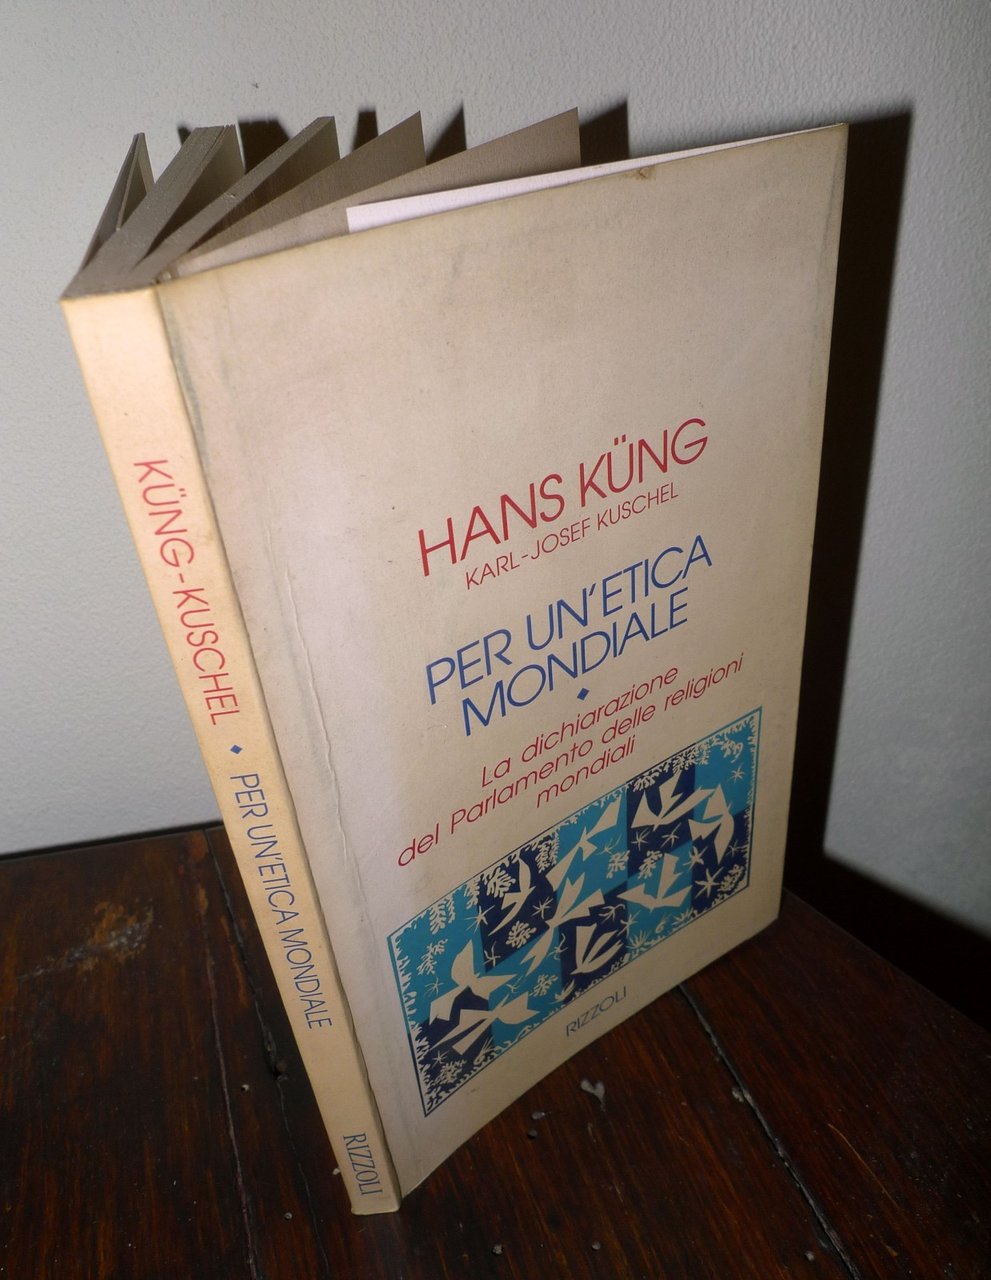 HANS KÜNG
KARL-JOSEF KUSCHEL
PER UN'ETICA
MONDIALE
La dichiarazione
del Parlamento delle religioni
mondiali
RIZZOLI
KÜNG-KUSCHEL ◆ PER UN'ETICA MONDIALE
RIZZOLI